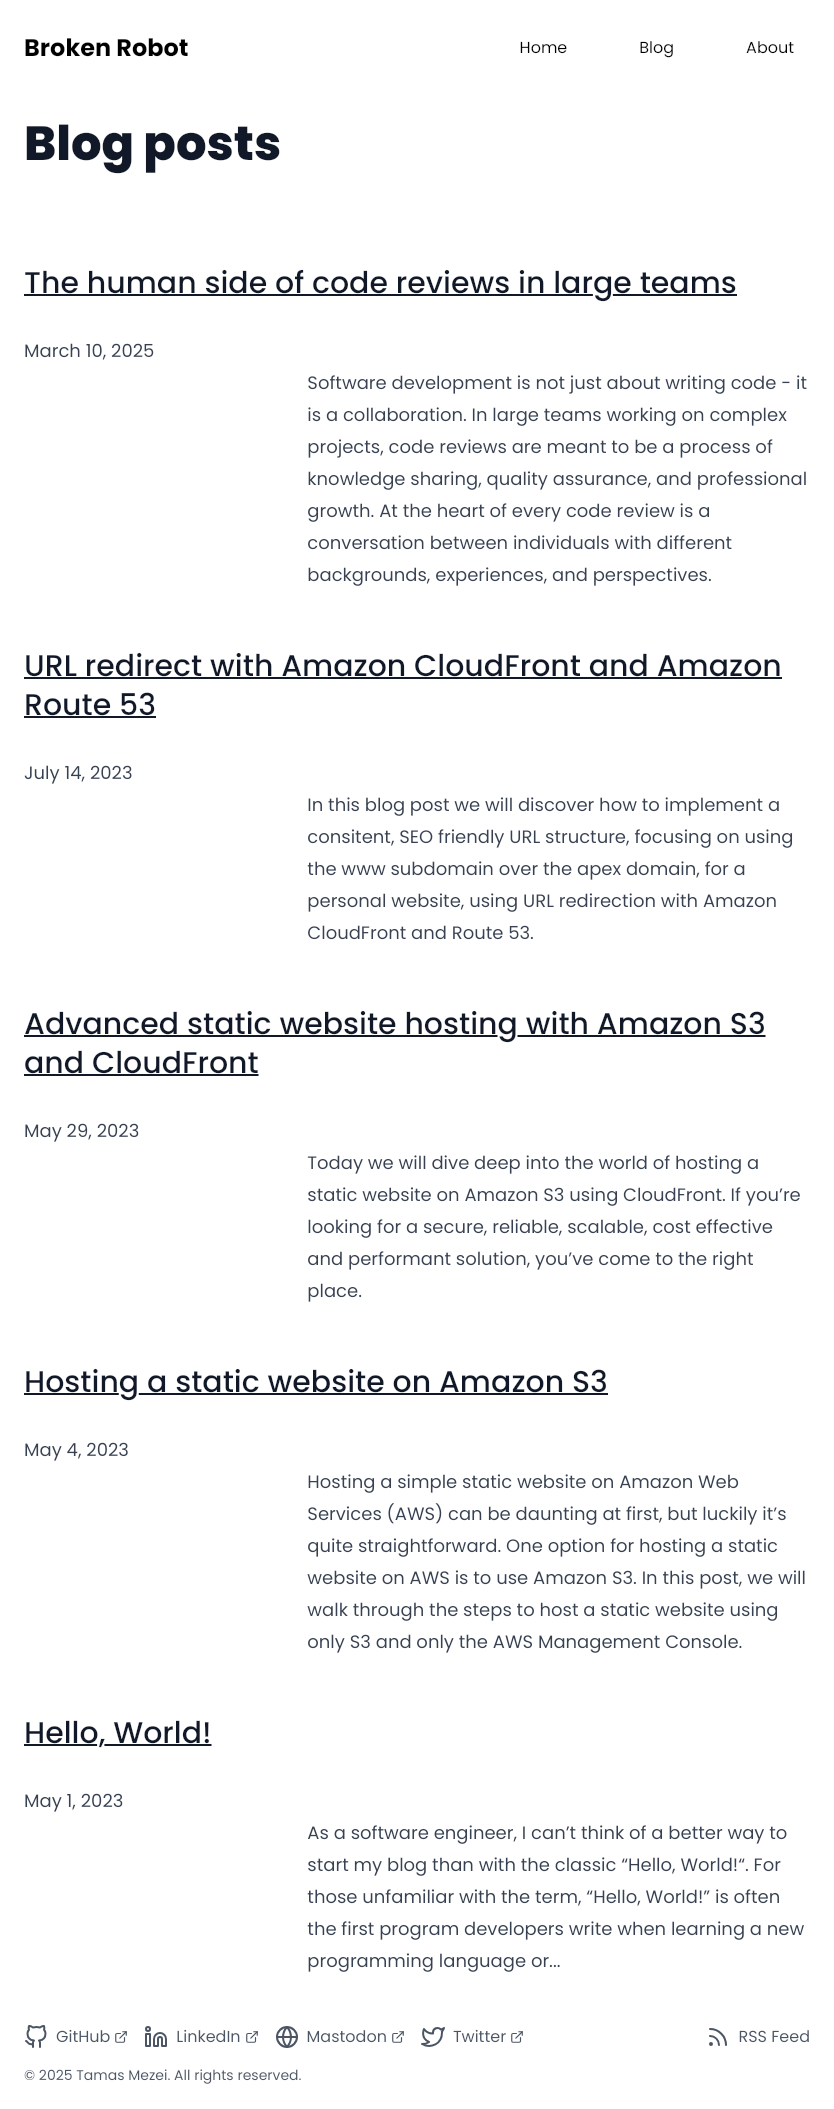 Broken Robot
Home
Blog
About
Blog posts
The human side of code reviews in large teams
March 10, 2025
Software development is not just about writing code - it
is a collaboration. In large teams working on complex
projects, code reviews are meant to be a process of
knowledge sharing, quality assurance, and professional
growth. At the heart of every code review is a
conversation between individuals with different
backgrounds, experiences, and perspectives.
URL redirect with Amazon CloudFront and Amazon
Route 53
July 14, 2023
In this blog post we will discover how to implement a
consitent, SEO friendly URL structure, focusing on using
the www subdomain over the apex domain, for a
personal website, using URL redirection with Amazon
CloudFront and Route 53.
Advanced static website hosting with Amazon S3
and CloudFront
May 29, 2023
Today we will dive deep into the world of hosting a
static website on Amazon S3 using CloudFront. If you’re
looking for a secure, reliable, scalable, cost effective
and performant solution, you’ve come to the right
place.
Hosting a static website on Amazon S3
May 4, 2023
Hosting a simple static website on Amazon Web
Services (AWS) can be daunting at first, but luckily it’s
quite straightforward. One option for hosting a static
website on AWS is to use Amazon S3. In this post, we will
walk through the steps to host a static website using
only S3 and only the AWS Management Console.
Hello, World!
May 1, 2023
As a software engineer, I can’t think of a better way to
start my blog than with the classic “Hello, World!“. For
those unfamiliar with the term, “Hello, World!” is often
the first program developers write when learning a new
programming language or...
GitHub
LinkedIn
Mastodon
Twitter
RSS Feed
© 2025 Tamas Mezei. All rights reserved.